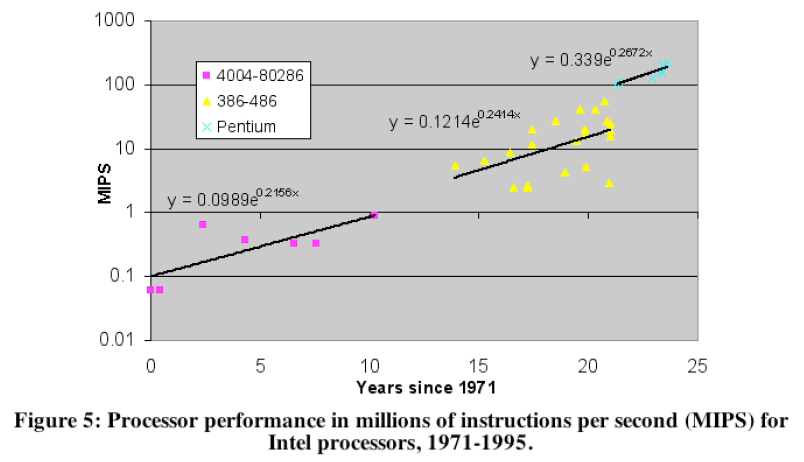 1000
100
10
1
0.1
0.01
MIPS
4004-80286
386-486
Pentium
y = 0.339e^0.2672x
y = 0.1214e^0.2414x
y = 0.0989e^0.2156x
0 5 10 15 20 25
Years since 1971
Figure 5: Processor performance in millions of instructions per second (MIPS) for
Intel processors, 1971-1995.